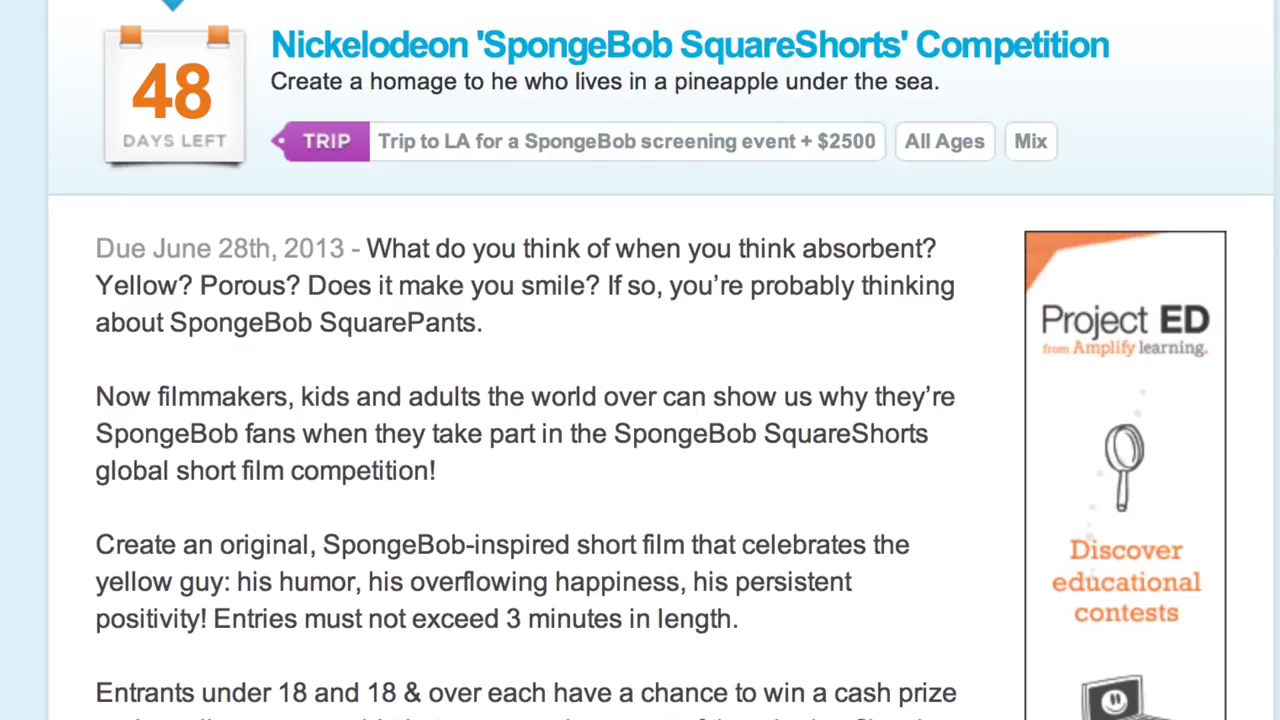 Nickelodeon 'SpongeBob SquareShorts' Competition
Create a homage to he who lives in a pineapple under the sea.
48
DAYS LEFT
TRIP Trip to LA for a SpongeBob screening event + $2500 All Ages Mix
Due June 28th, 2013 - What do you think of when you think absorbent?
Yellow? Porous? Does it make you smile? If so, you’re probably thinking
about SpongeBob SquarePants.
Now filmmakers, kids and adults the world over can show us why they’re
SpongeBob fans when they take part in the SpongeBob SquareShorts
global short film competition!
Create an original, SpongeBob-inspired short film that celebrates the
yellow guy: his humor, his overflowing happiness, his persistent
positivity! Entries must not exceed 3 minutes in length.
Entrants under 18 and 18 & over each have a chance to win a cash prize
Project ED
from Amplify learning.
Discover
educational
contests